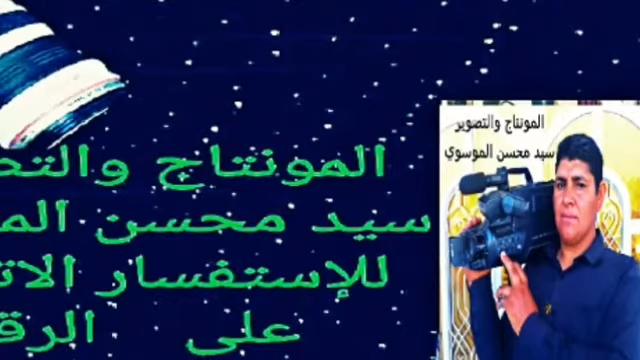 المونتاج والتصوير
سيد محسن الموسوي
المونتاج
سيد محسن
للإستفسار
على